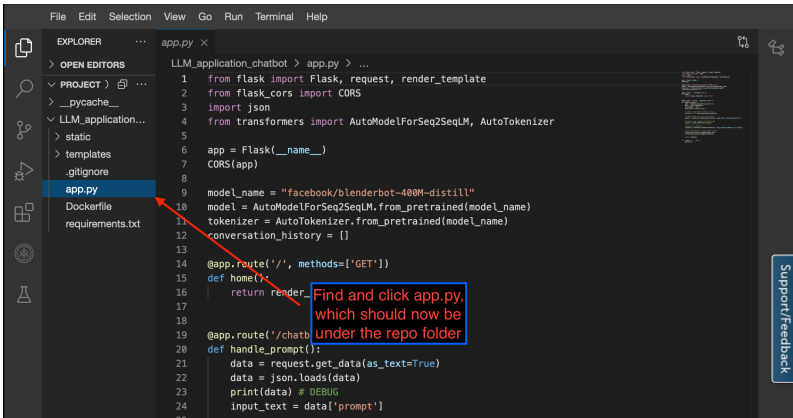 File Edit Selection View Go Run Terminal Help
EXPLORER ···
app.py ×
OPEN EDITORS
PROJECT ) ···
__pycache__
LLM_application...
static
templates
.gitignore
app.py
Dockerfile
requirements.txt
LLM_application_chatbot > app.py > ...
1 from flask import Flask, request, render_template
2 from flask_cors import CORS
3 import json
4 from transformers import AutoModelForSeq2SeqLM, AutoTokenizer
5
6 app = Flask(__name__)
7 CORS(app)
8
9 model_name = "facebook/blenderbot-400M-distill"
10 model = AutoModelForSeq2SeqLM.from_pretrained(model_name)
11 tokenizer = AutoTokenizer.from_pretrained(model_name)
12 conversation_history = []
13
14 @app.route('/', methods=['GET'])
15 def home():
16 return render_
17
18
19 @app.route('/chatb
20 def handle_prompt():
21 data = request.get_data(as_text=True)
22 data = json.loads(data)
23 print(data) # DEBUG
24 input_text = data['prompt']
Find and click app.py,
which should now be
under the repo folder
Support/Feedback